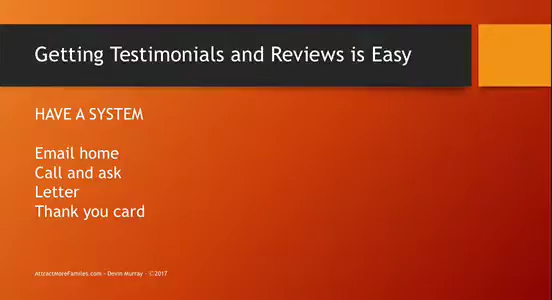 Getting Testimonials and Reviews is Easy
HAVE A SYSTEM
Email home
Call and ask
Letter
Thank you card
AttractMoreFamilies.com - Devin Murray - ©2017